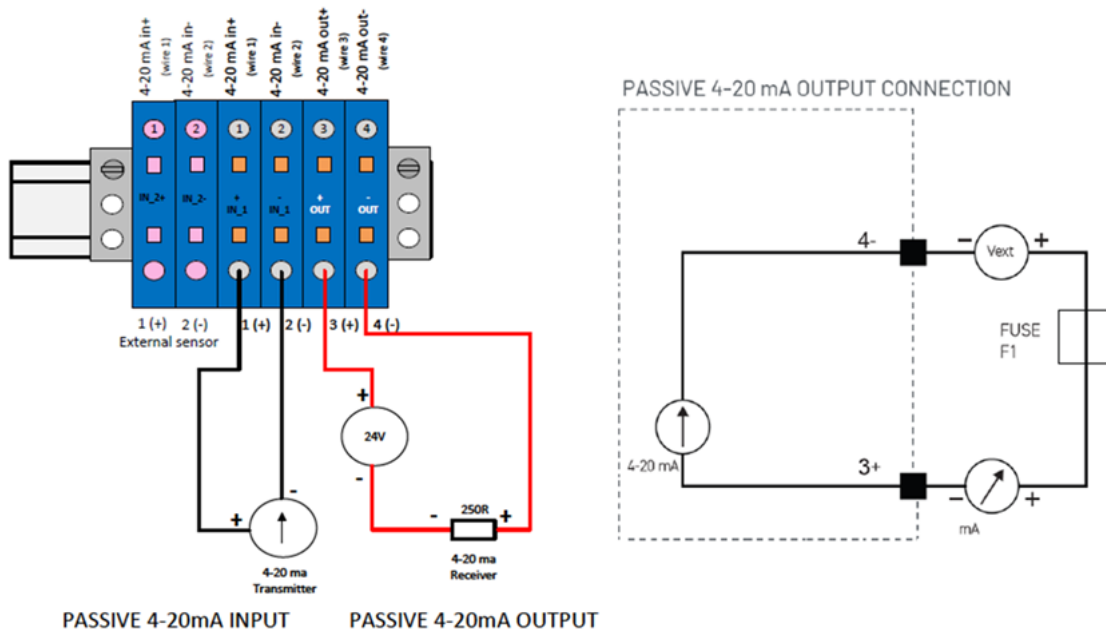 4-20 mA in+
(wire 1)
4-20 mA in-
(wire 2)
4-20 mA in+
(wire 1)
4-20 mA in-
(wire 2)
4-20 mA out+
(wire 3)
4-20 mA out-
(wire 4)
1 2 1 2 3 4
IN_2+ IN_2- + IN_1 - IN_1 + OUT - OUT
1 (+) 2 (-) 1 (+) 2 (-) 3 (+) 4 (-)
External sensor
+
24V
-
-
+
- 250R +
4-20 ma
Transmitter
4-20 ma
Receiver
PASSIVE 4-20mA INPUT
PASSIVE 4-20mA OUTPUT
PASSIVE 4-20 mA OUTPUT CONNECTION
4-
- Vext +
FUSE
F1
4-20 mA
3+
- +
mA